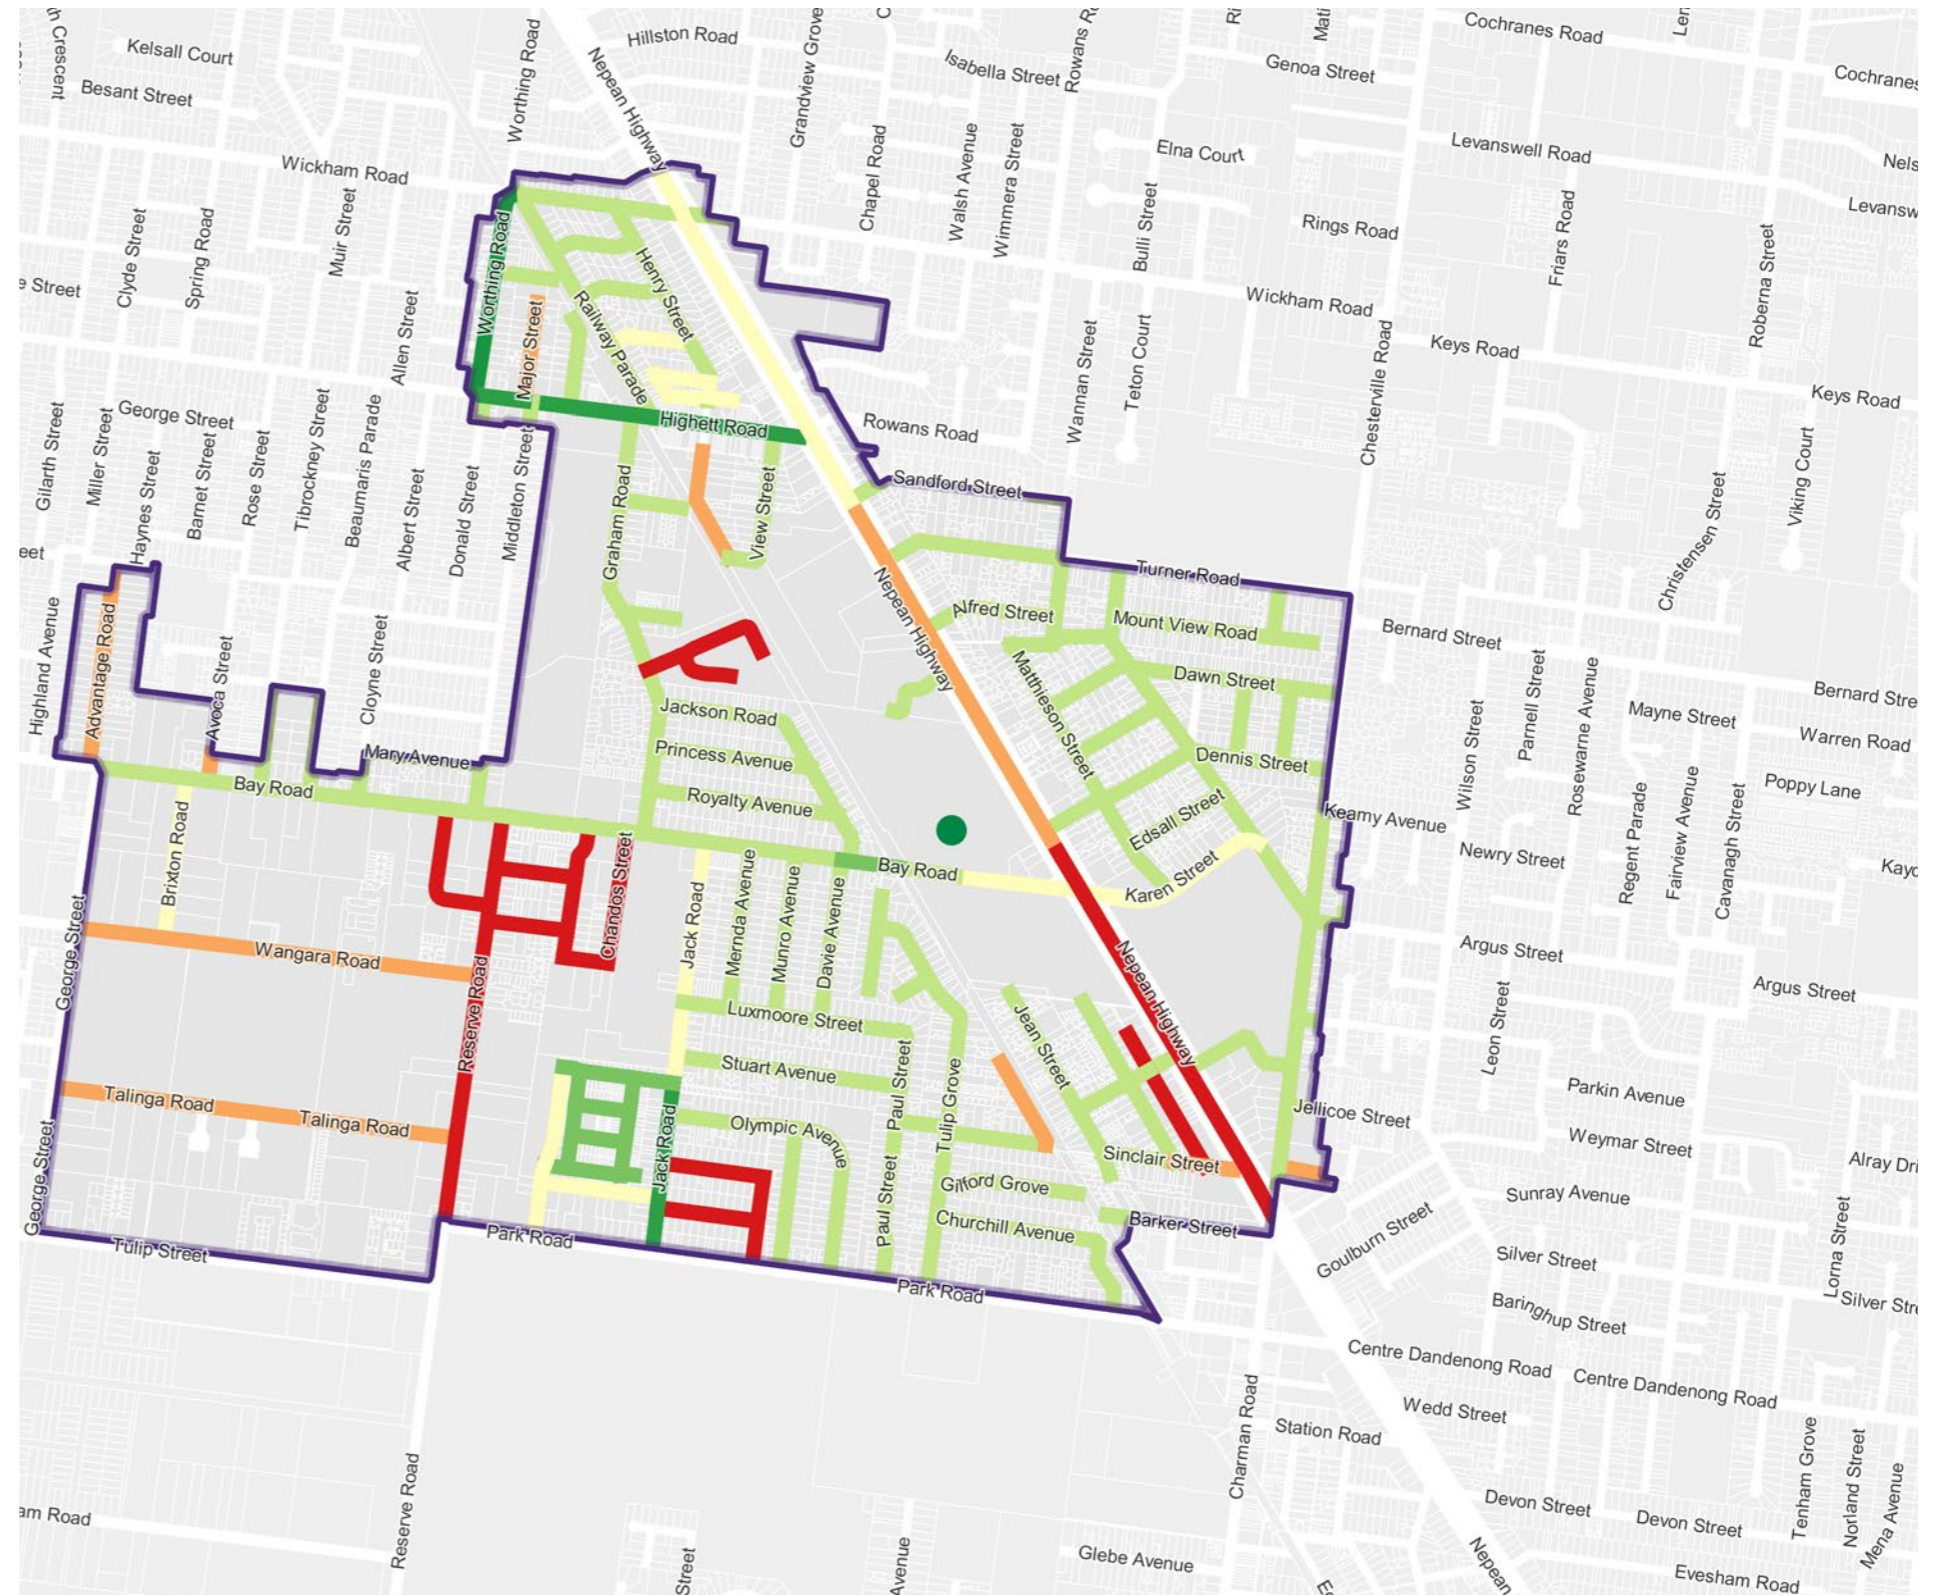 Kelsall Court
Besant Street
Worthing Road
Nepean Highway
Hillston Road
Grandview Grove
Isabella Street
Genoa Street
Cochranes Road
Wickham Road
Muir Street
Clyde Street
Spring Road
Allen Street
Chapel Road
Walsh Avenue
Wimmera Street
Elna Court
Bulli Street
Rings Road
Levanswell Road
Friars Road
Roberna Street
Wickham Road
Keys Road
Keys Road
Worthing Road
Major Street
Henry Street
Railway Parade
Highett Road
Rowans Road
Wannan Street
Teton Court
Chesterville Road
Christensen Street
Viking Court
George Street
Gilarth Street
Miller Street
Haynes Street
Barnet Street
Rose Street
Tibrockney Street
Beaumaris Parade
Albert Street
Donald Street
Middleton Street
Graham Road
View Street
Sandford Street
Turner Road
Nepean Highway
Alfred Street
Mount View Road
Bernard Street
Highland Avenue
Advantage Road
Avoca Street
Cloyne Street
Mary Avenue
Bay Road
Jackson Road
Princess Avenue
Royalty Avenue
Matthieson Street
Dawn Street
Dennis Street
Edsall Street
Karen Street
Keamy Avenue
Wilson Street
Parnell Street
Rosewarne Avenue
Mayne Street
Warren Road
Poppy Lane
Regent Parade
Fairview Avenue
Cavanagh Street
Newry Street
Brixton Road
Chandos Street
Bay Road
Jack Road
Mernda Avenue
Munro Avenue
Davie Avenue
George Street
Wangara Road
Reserve Road
Luxmoore Street
Stuart Avenue
Paul Street
Tulip Grove
Jean Street
Nepean Highway
Argus Street
Argus Street
Leon Street
Parkin Avenue
Jellicoe Street
Weymar Street
Talinga Road
Talinga Road
George Street
Jack Road
Olympic Avenue
Paul Street
Gilford Grove
Churchill Avenue
Sinclair Street
Barker Street
Sunray Avenue
Goulburn Street
Silver Street
Lorna Street
Baringhup Street
Tulip Street
Park Road
Park Road
Centre Dandenong Road
Centre Dandenong Road
Wedd Street
Station Road
Charman Road
Reserve Road
Devon Street
Devon Street
Tenham Grove
Norland Street
Mena Avenue
Glebe Avenue
Evesham Road
Nepean
Street
Avenue